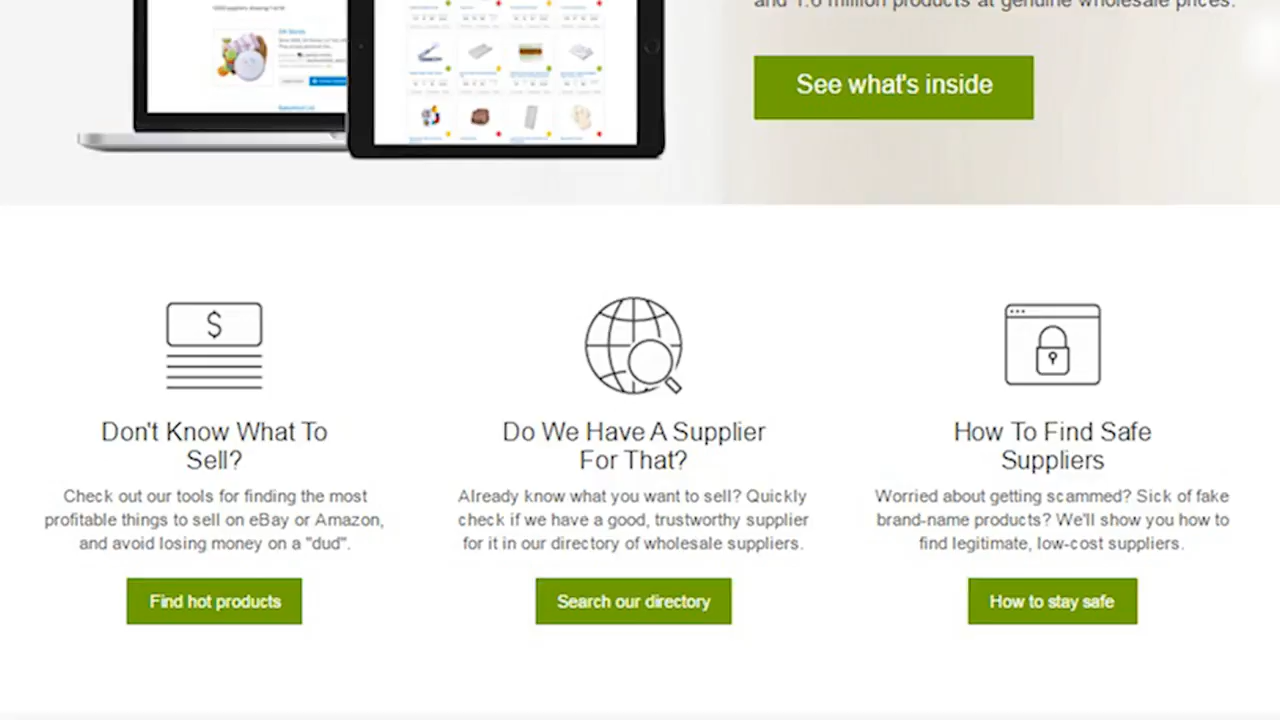 and 1.6 million products at genuine wholesale prices.
See what's inside
$
Don't Know What To
Sell?
Check out our tools for finding the most
profitable things to sell on eBay or Amazon,
and avoid losing money on a "dud".
Find hot products
Do We Have A Supplier
For That?
Already know what you want to sell? Quickly
check if we have a good, trustworthy supplier
for it in our directory of wholesale suppliers.
Search our directory
How To Find Safe
Suppliers
Worried about getting scammed? Sick of fake
brand-name products? We'll show you how to
find legitimate, low-cost suppliers.
How to stay safe